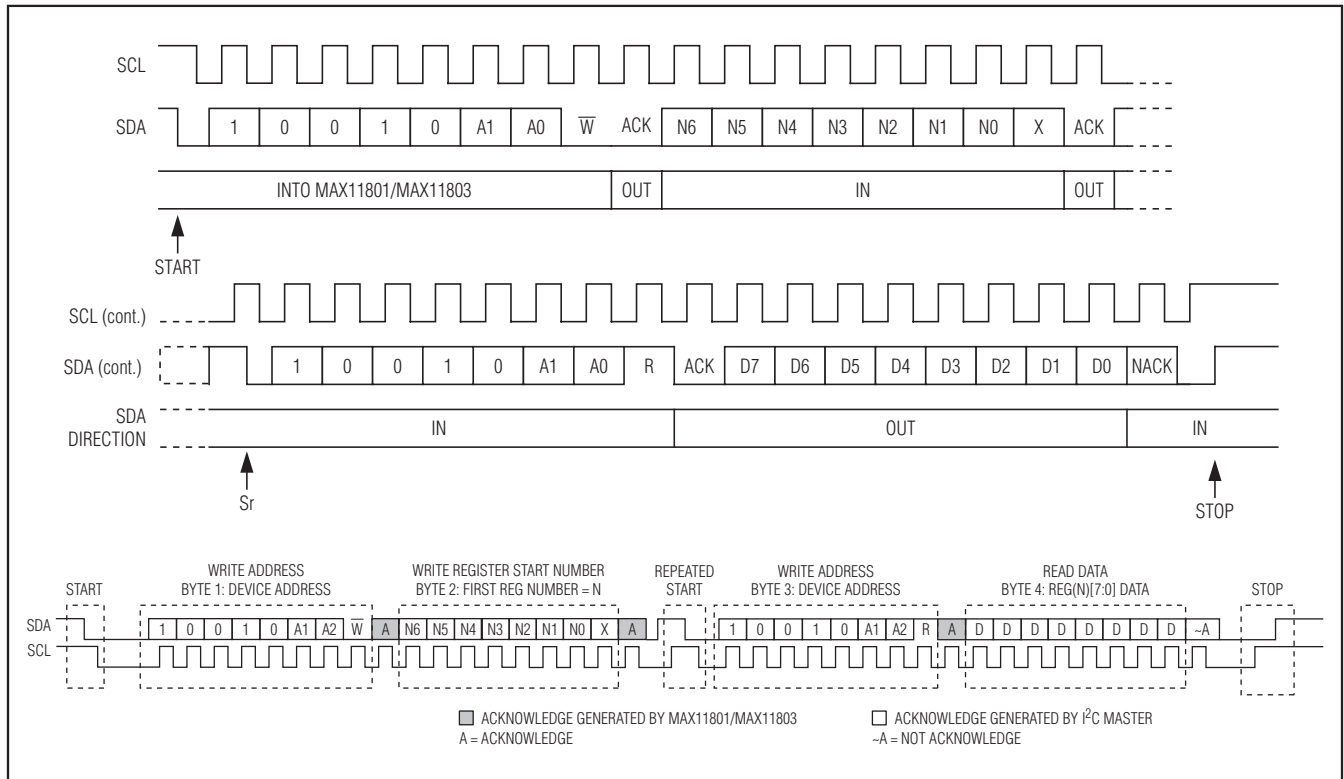 SCL
SDA 1 0 0 1 0 A1 A0 W̅ ACK N6 N5 N4 N3 N2 N1 N0 X ACK
INTO MAX11801/MAX11803 OUT IN OUT
START
SCL (cont.)
SDA (cont.) 1 0 0 1 0 A1 A0 R ACK D7 D6 D5 D4 D3 D2 D1 D0 NACK
SDA
DIRECTION IN OUT IN
Sr STOP
START WRITE ADDRESS WRITE REGISTER START NUMBER REPEATED WRITE ADDRESS READ DATA STOP
BYTE 1: DEVICE ADDRESS BYTE 2: FIRST REG NUMBER = N START BYTE 3: DEVICE ADDRESS BYTE 4: REG(N)[7:0] DATA
SDA 1 0 0 1 0 A1 A2 W̅ A N6 N5 N4 N3 N2 N1 N0 X A 1 0 0 1 0 A1 A2 R A D D D D D D D D ~A
SCL
ACKNOWLEDGE GENERATED BY MAX11801/MAX11803 ACKNOWLEDGE GENERATED BY I²C MASTER
A = ACKNOWLEDGE ~A = NOT ACKNOWLEDGE